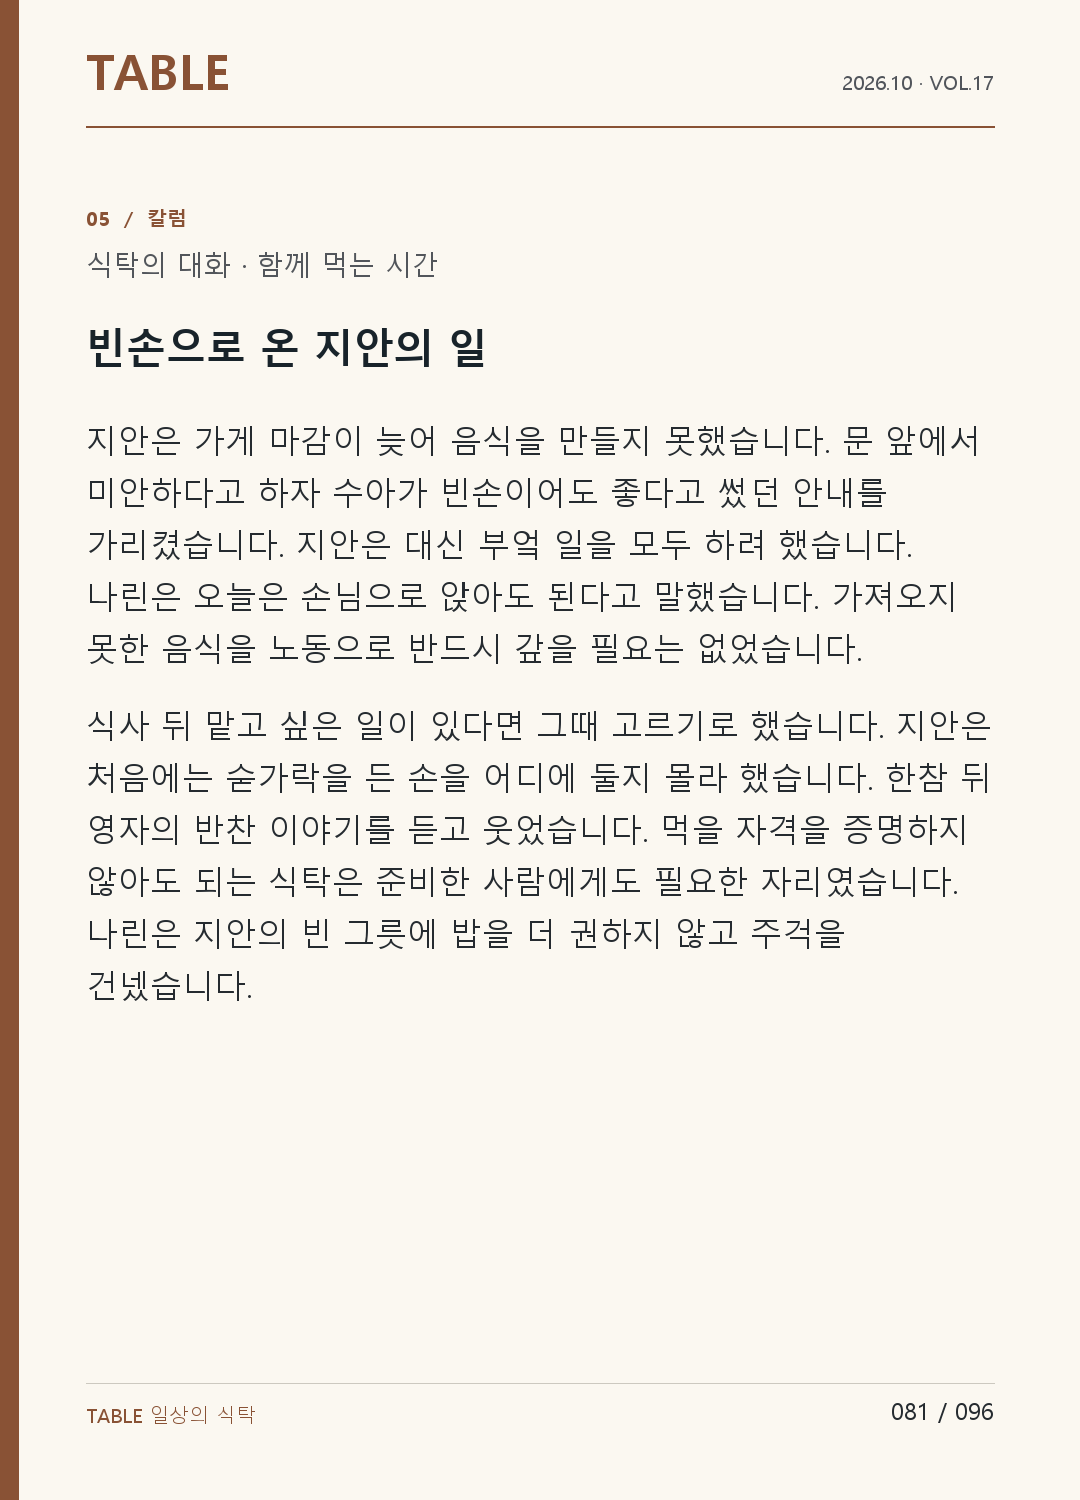 TABLE
2026.10 · VOL.17
05 / 칼럼
식탁의 대화 · 함께 먹는 시간
빈손으로 온 지안의 일
지안은 가게 마감이 늦어 음식을 만들지 못했습니다. 문 앞에서
미안하다고 하자 수아가 빈손이어도 좋다고 썼던 안내를
가리켰습니다. 지안은 대신 부엌 일을 모두 하려 했습니다.
나린은 오늘은 손님으로 앉아도 된다고 말했습니다. 가져오지
못한 음식을 노동으로 반드시 갚을 필요는 없었습니다.
식사 뒤 맡고 싶은 일이 있다면 그때 고르기로 했습니다. 지안은
처음에는 숟가락을 든 손을 어디에 둘지 몰라 했습니다. 한참 뒤
영자의 반찬 이야기를 듣고 웃었습니다. 먹을 자격을 증명하지
않아도 되는 식탁은 준비한 사람에게도 필요한 자리였습니다.
나린은 지안의 빈 그릇에 밥을 더 권하지 않고 주걱을
건넸습니다.
TABLE 일상의 식탁
081 / 096